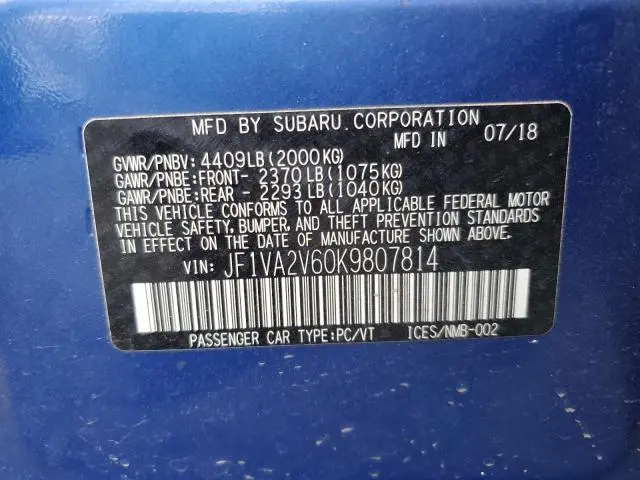 MFD BY SUBARU CORPORATION
MFD IN 07/18
GVWR/PNBV: 4409LB(2000KG)
GAWR/PNBE:FRONT- 2370LB(1075KG)
GAWR/PNBE:REAR - 2293LB(1040KG)
THIS VEHICLE CONFORMS TO ALL APPLICABLE FEDERAL MOTOR
VEHICLE SAFETY, BUMPER, AND THEFT PREVENTION STANDARDS
IN EFFECT ON THE DATE OF MANUFACTURE SHOWN ABOVE.
VIN: JF1VA2V60K9807814
PASSENGER CAR TYPE:PC/VT ICES/NMB-002